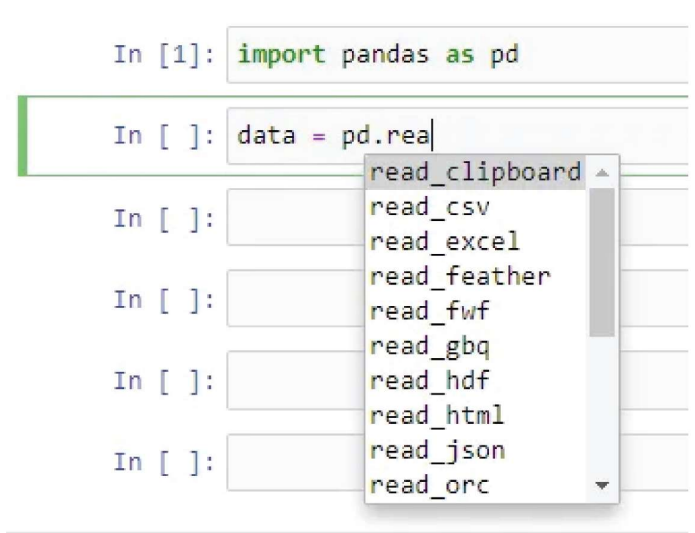 In [1]: import pandas as pd
In [ ]: data = pd.rea
read_clipboard
read_csv
In [ ]:
read_excel
read_feather
In [ ]:
read_fwf
read_gbq
In [ ]:
read_hdf
read_html
In [ ]:
read_json
read_orc